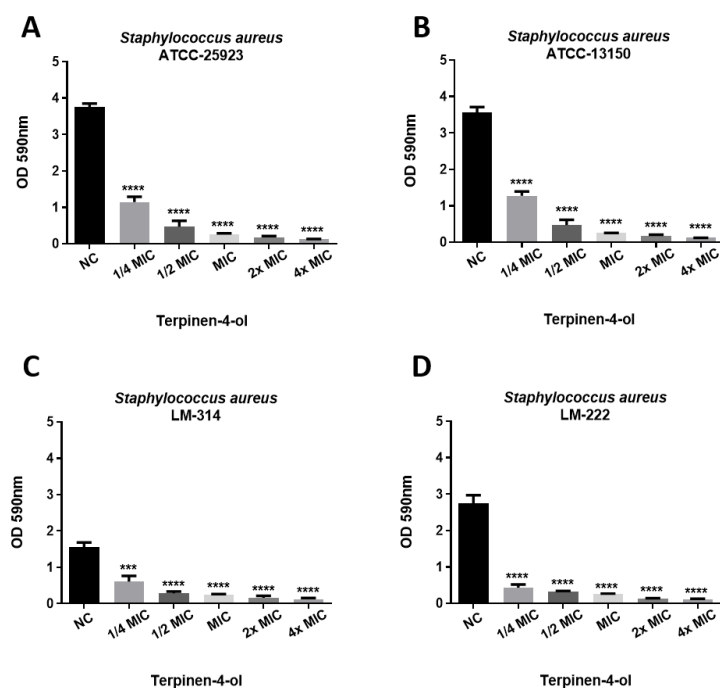 A
Staphylococcus aureus
ATCC-25923
OD 590nm
5
4
3
2
1
0
****
****
****
****
****
NC
1/4 MIC
1/2 MIC
MIC
2x MIC
4x MIC
Terpinen-4-ol
B
Staphylococcus aureus
ATCC-13150
OD 590nm
5
4
3
2
1
0
****
****
****
****
****
NC
1/4 MIC
1/2 MIC
MIC
2x MIC
4x MIC
Terpinen-4-ol
C
Staphylococcus aureus
LM-314
OD 590nm
5
4
3
2
1
0
***
****
****
****
****
NC
1/4 MIC
1/2 MIC
MIC
2x MIC
4x MIC
Terpinen-4-ol
D
Staphylococcus aureus
LM-222
OD 590nm
5
4
3
2
1
0
****
****
****
****
****
NC
1/4 MIC
1/2 MIC
MIC
2x MIC
4x MIC
Terpinen-4-ol